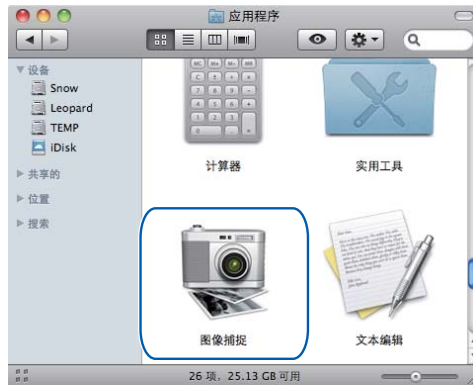 应用程序
设备
Snow
Leopard
TEMP
iDisk
共享的
位置
搜索
计算器
实用工具
图像捕捉
文本编辑
26 项，25.13 GB 可用